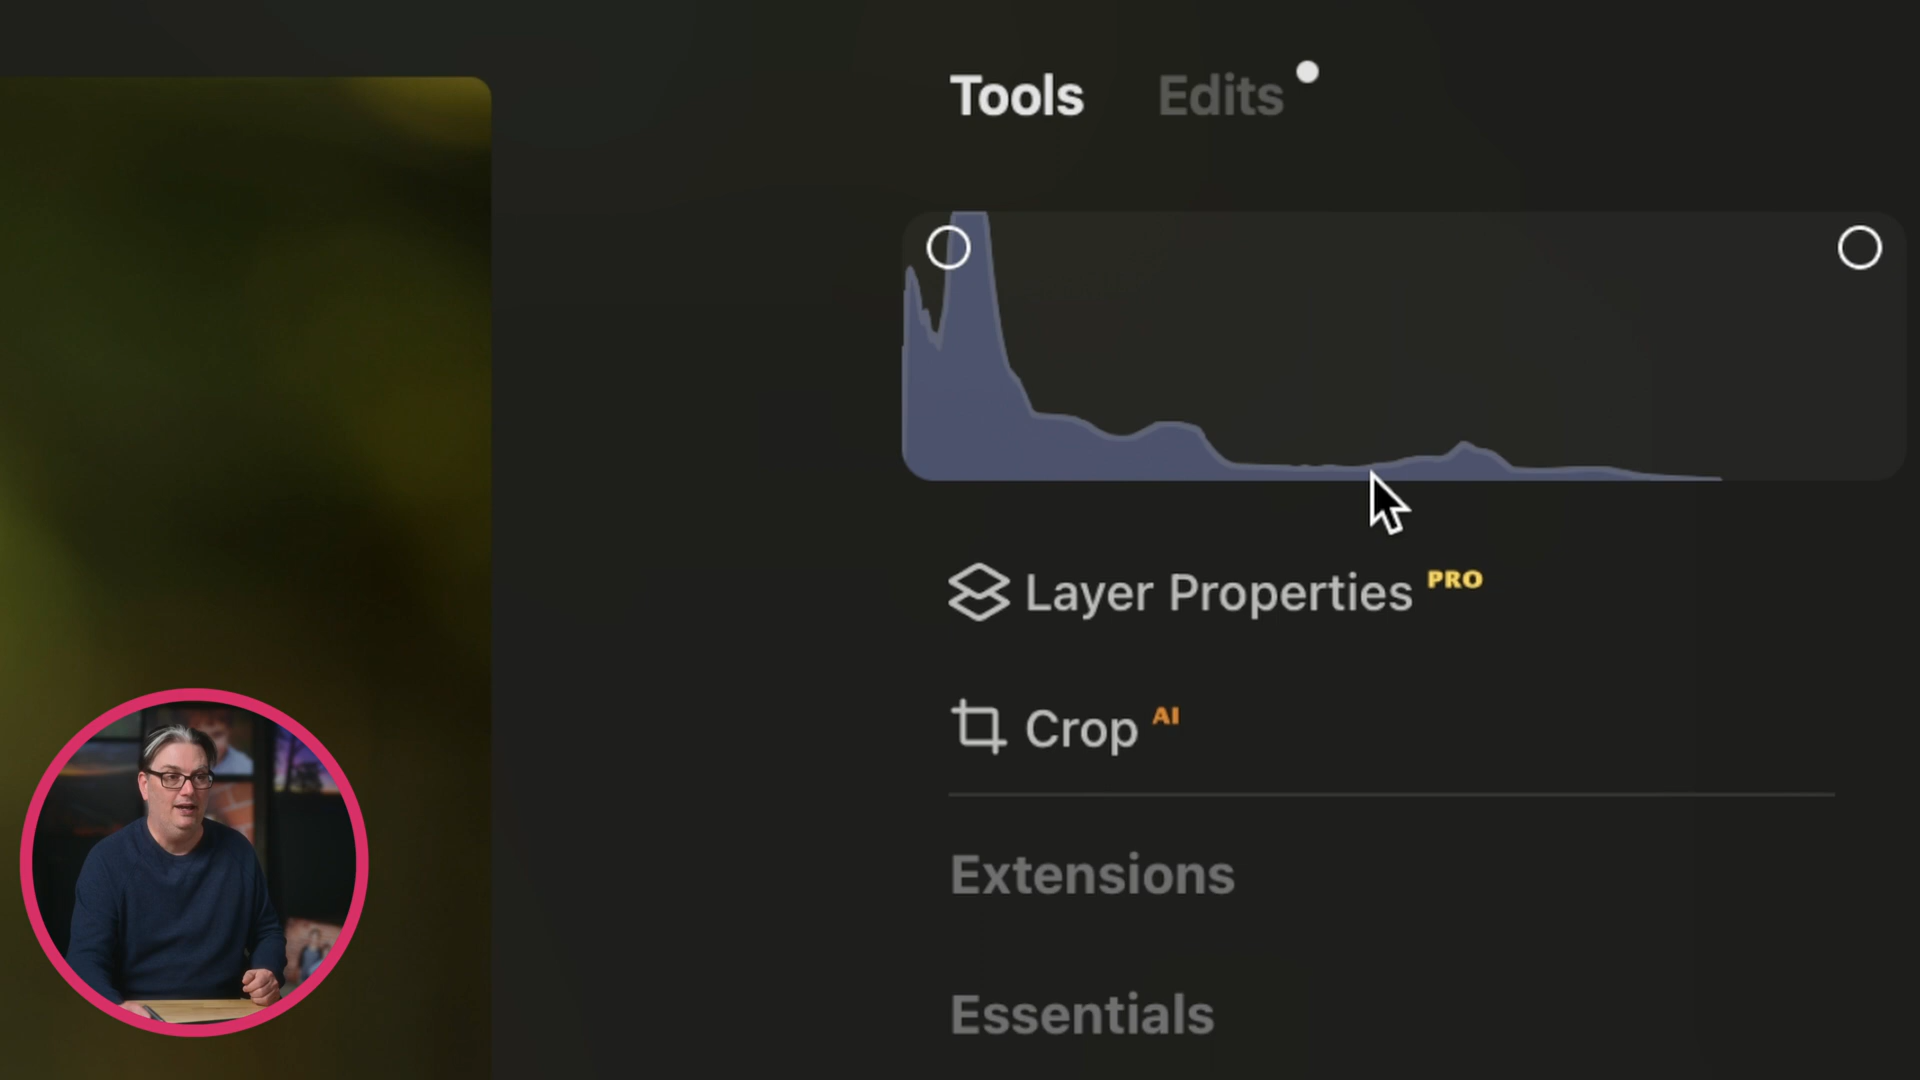 Tools Edits
Layer Properties PRO
Crop AI
Extensions
Essentials